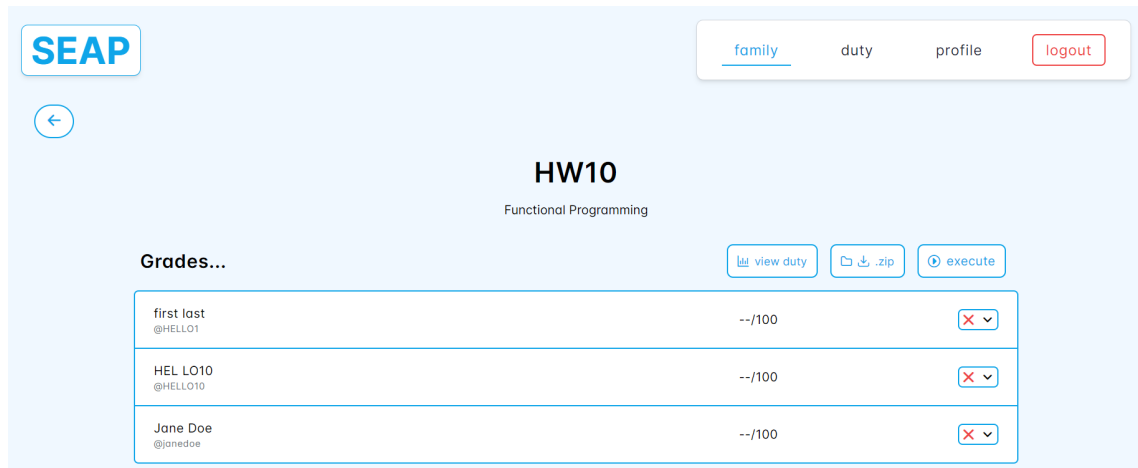 SEAP
family duty profile logout
HW10
Functional Programming
Grades...
view duty .zip execute
first last
@HELLO1
--/100
HEL LO10
@HELLO10
--/100
Jane Doe
@janedoe
--/100